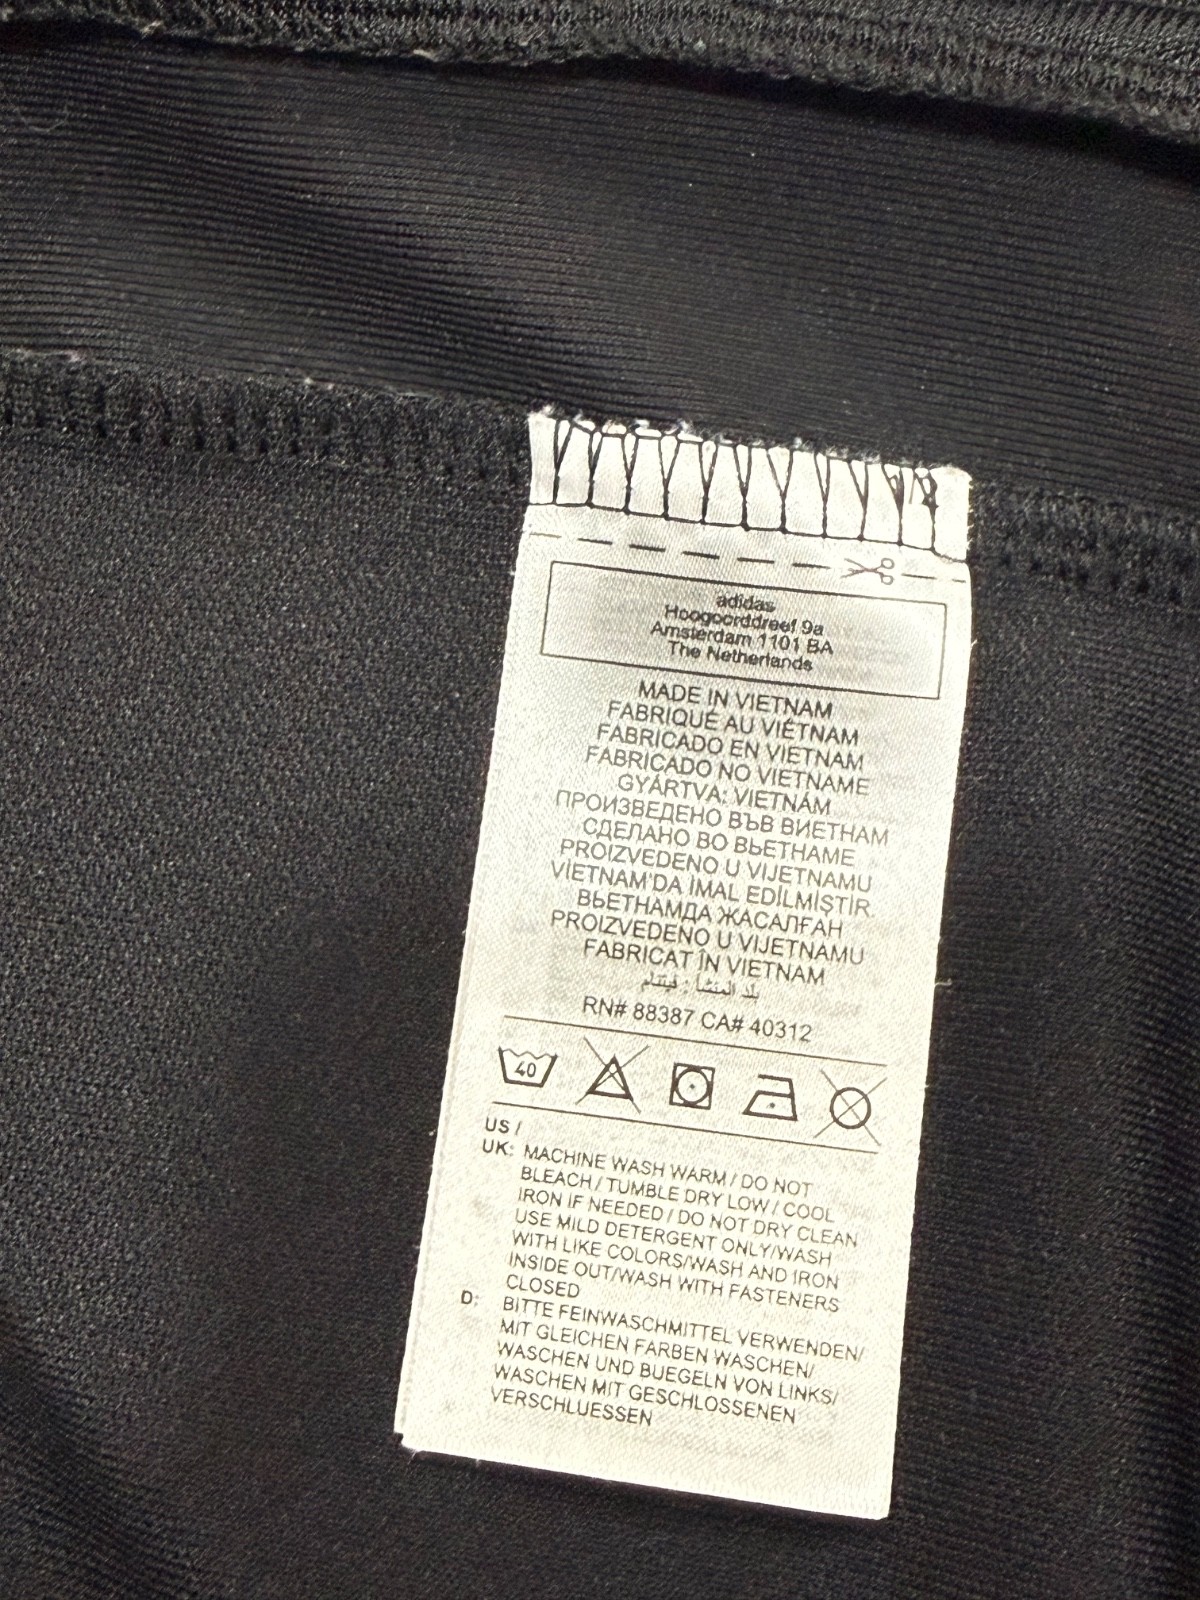 adidas
Hoogoorddreef 9a
Amsterdam 1101 BA
The Netherlands
MADE IN VIETNAM
FABRIQUÉ AU VIÊTNAM
FABRICADO EN VIETNAM
FABRICADO NO VIETNAME
GYÁRTVA: VIETNÁM
ПРОИЗВЕДЕНО ВЪВ ВИЕТНАМ
СДЕЛАНО ВО ВЬЕТНАМЕ
PROIZVEDENO U VIJETNAMU
VİETNAM'DA İMAL EDİLMİŞTİR.
ВЬЕТНАМДА ЖАСАЛҒАН
PROIZVEDENO U VIJETNAMU
FABRICAT ÎN VIETNAM
بلد المنشأ : فيتنام
RN# 88387 CA# 40312
40
US /
UK: MACHINE WASH WARM / DO NOT
BLEACH / TUMBLE DRY LOW / COOL
IRON IF NEEDED / DO NOT DRY CLEAN
USE MILD DETERGENT ONLY/WASH
WITH LIKE COLORS/WASH AND IRON
INSIDE OUT/WASH WITH FASTENERS
CLOSED
D: BITTE FEINWASCHMITTEL VERWENDEN/
MIT GLEICHEN FARBEN WASCHEN/
WASCHEN UND BUEGELN VON LINKS/
WASCHEN MIT GESCHLOSSENEN
VERSCHLUESSEN